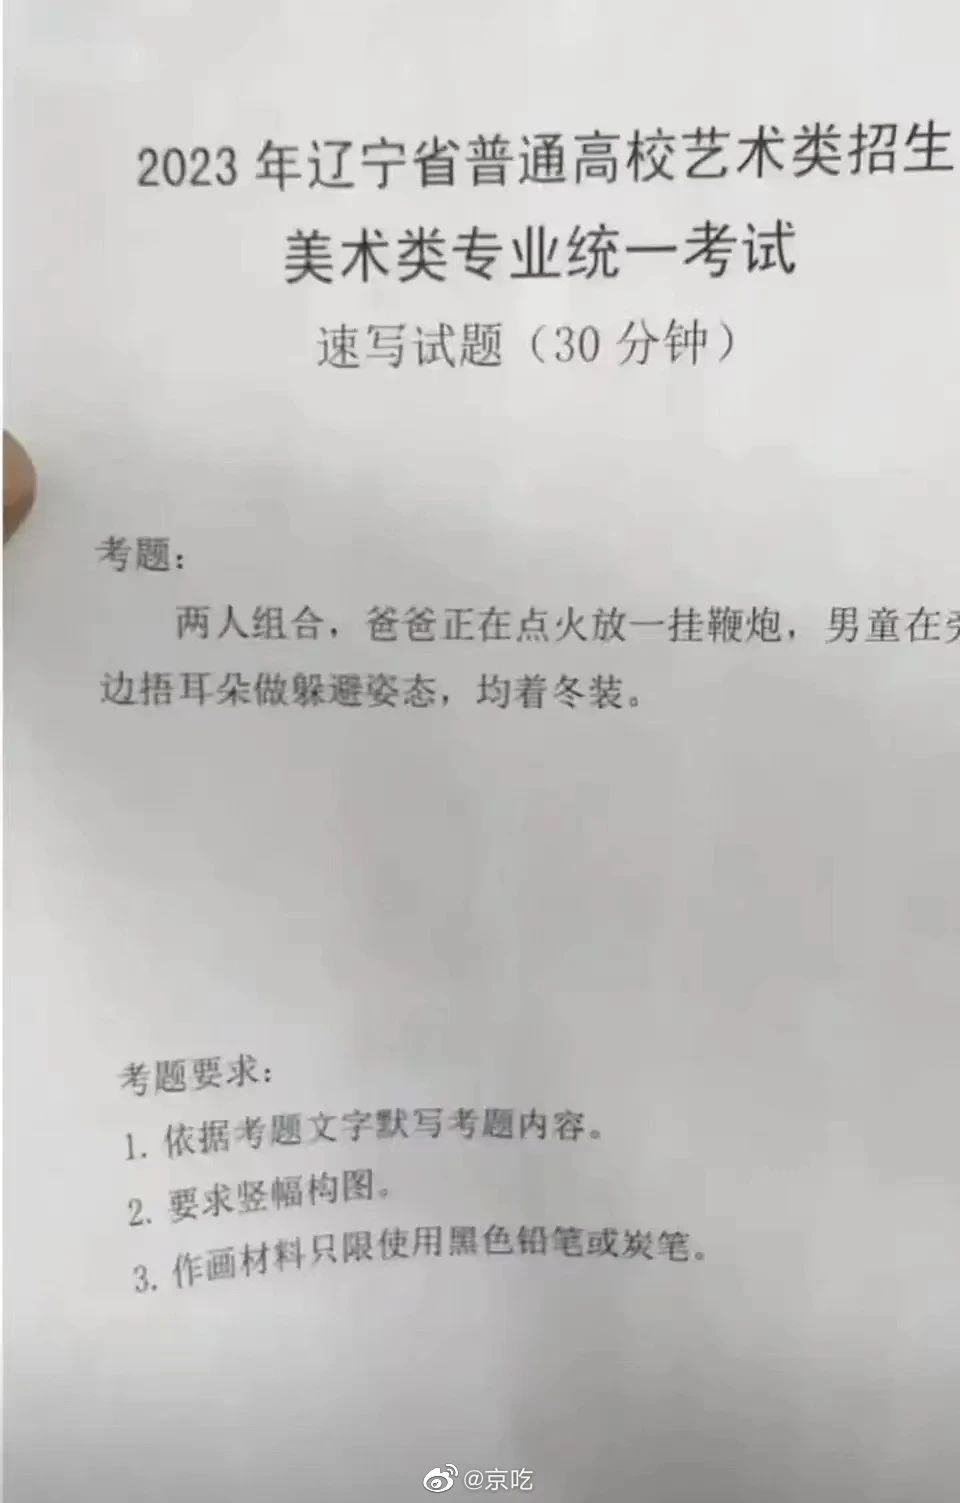 2023 年辽宁省普通高校艺术类招生
美术类专业统一考试
速写试题（30 分钟）
考题：
两人组合，爸爸正在点火放一挂鞭炮，男童在旁
边捂耳朵做躲避姿态，均着冬装。
考题要求：
1. 依据考题文字默写考题内容。
2. 要求竖幅构图。
3. 作画材料只限使用黑色铅笔或炭笔。
@京吃